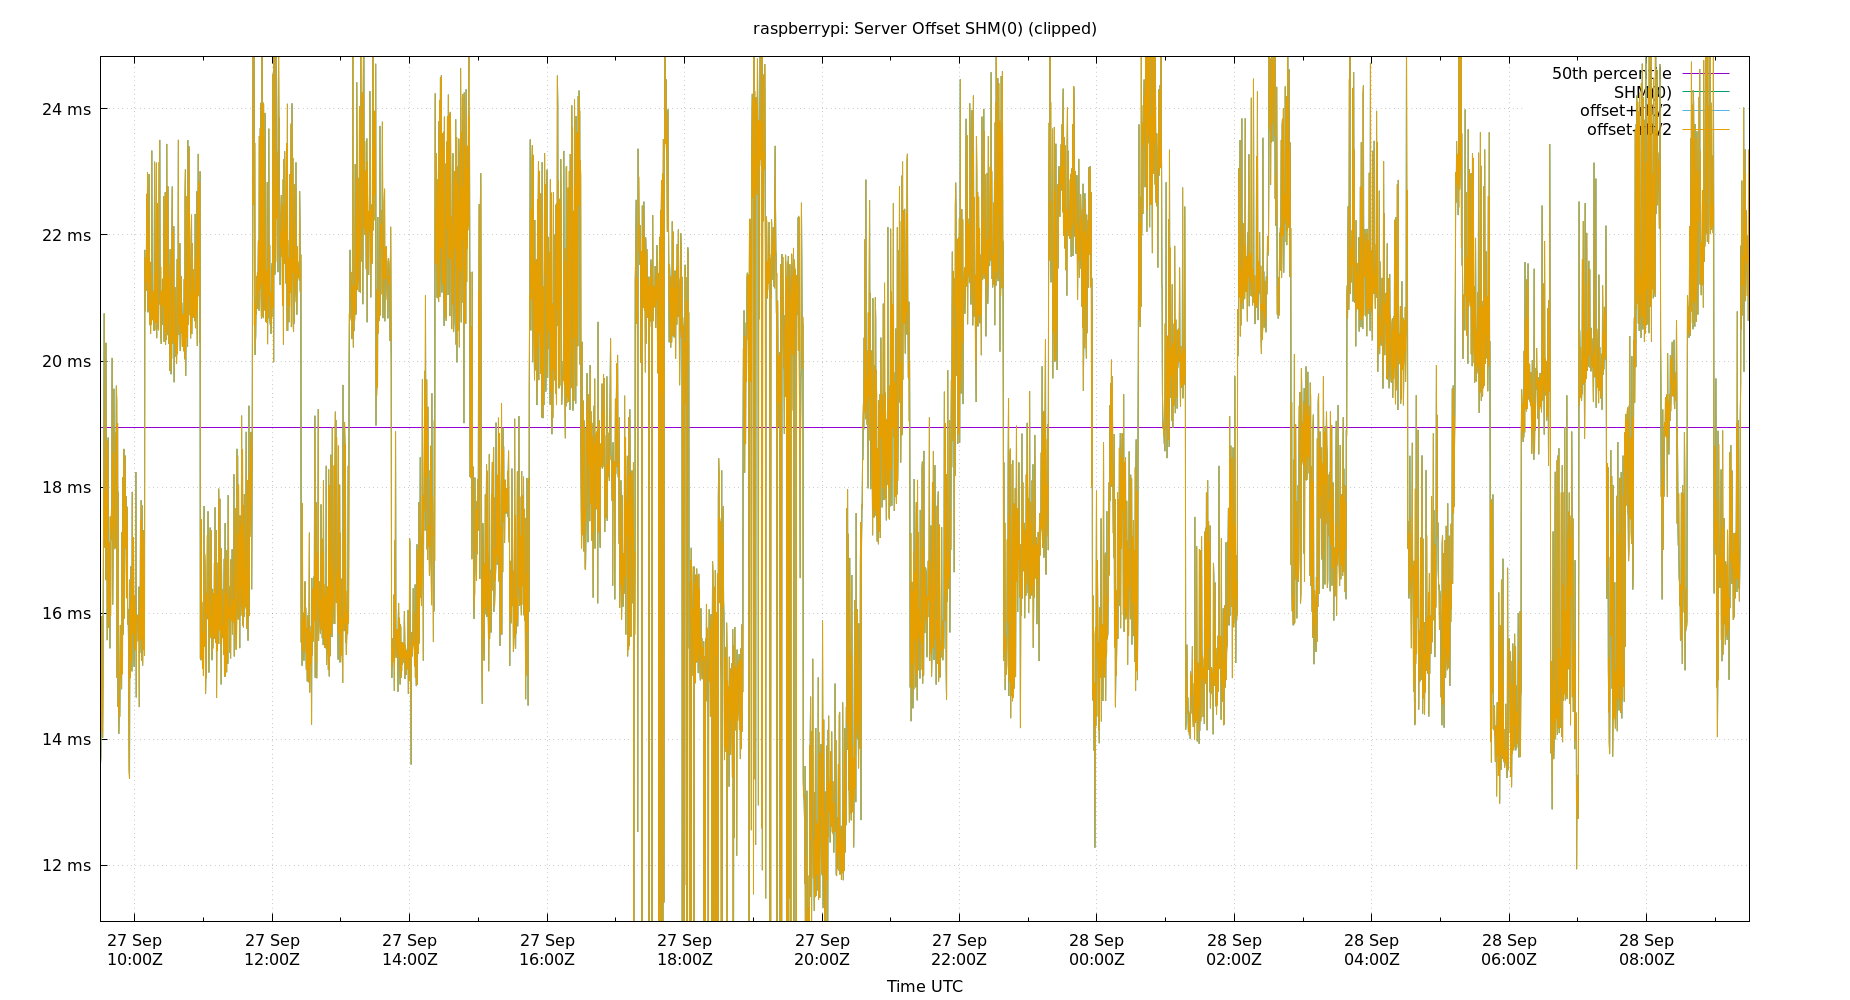 raspberrypi: Server Offset SHM(0) (clipped)
50th percentile
SHM(0)
offset+rtt/2
offset-rtt/2
24 ms
22 ms
20 ms
18 ms
16 ms
14 ms
12 ms
27 Sep 27 Sep 27 Sep 27 Sep 27 Sep 27 Sep 27 Sep 28 Sep 28 Sep 28 Sep 28 Sep 28 Sep
10:00Z 12:00Z 14:00Z 16:00Z 18:00Z 20:00Z 22:00Z 00:00Z 02:00Z 04:00Z 06:00Z 08:00Z
Time UTC